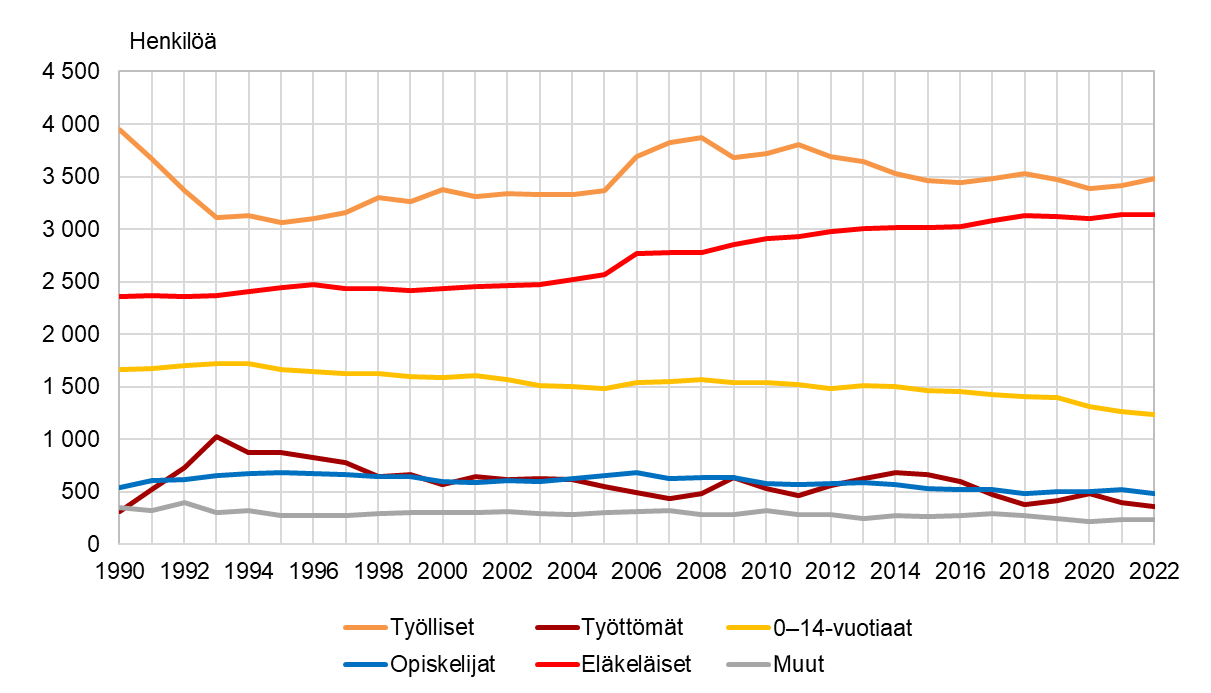 Henkilöä
4 500
4 000
3 500
3 000
2 500
2 000
1 500
1 000
500
0
1990 1992 1994 1996 1998 2000 2002 2004 2006 2008 2010 2012 2014 2016 2018 2020 2022
Työlliset Työttömät 0–14-vuotiaat
Opiskelijat Eläkeläiset Muut